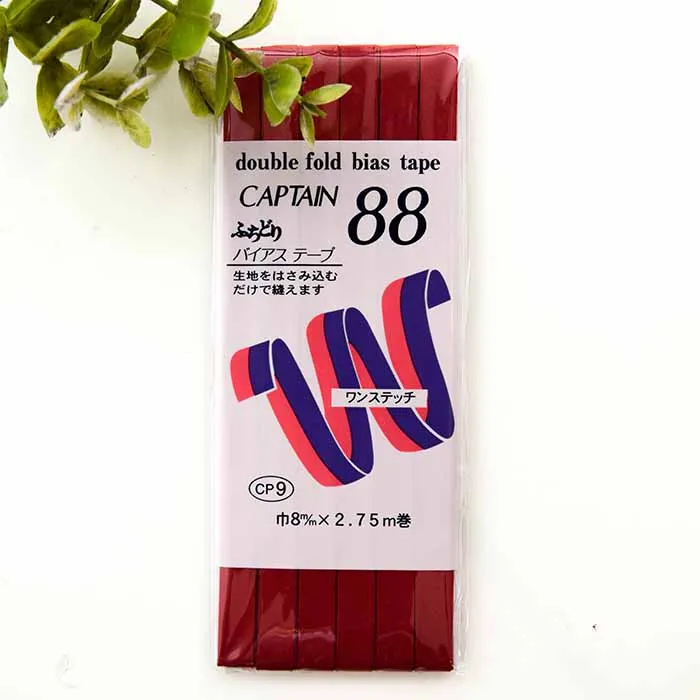 double fold bias tape
CAPTAIN 88
ふちどり
バイアス テープ
生地をはさみ込む
だけで縫えます
ワンステッチ
CP9
巾8m/m×2.75m巻